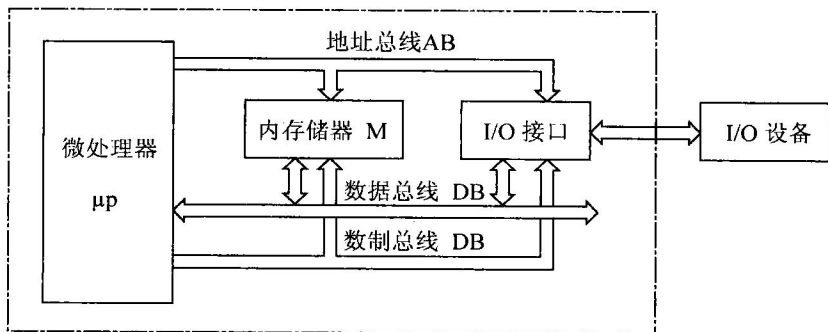 地址总线AB
内存储器 M
I/O 接口
I/O 设备
微处理器
μp
数据总线 DB
数制总线 DB